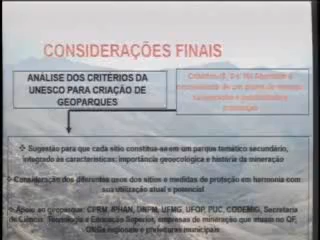 CONSIDERAÇÕES FINAIS
ANÁLISE DOS CRITÉRIOS DA
UNESCO PARA CRIAÇÃO DE
GEOPARQUES
Sugestão para que cada sítio constitua-se em um parque temático secundário,
integrado às características: importância geoecológica e história da mineração
Consideração dos diferentes usos dos sítios e medidas de proteção em harmonia com
sua utilização atual e potencial
Apoio ao geoparque: CPRM, IPHAN, DNPM, UFMG, UFOP, PUC, CODEMIG, Secretaria
de Ciência Tecnologia e Educação Superior, empresas de mineração que atuam no QF,
ONGs regionais e prefeituras municipais